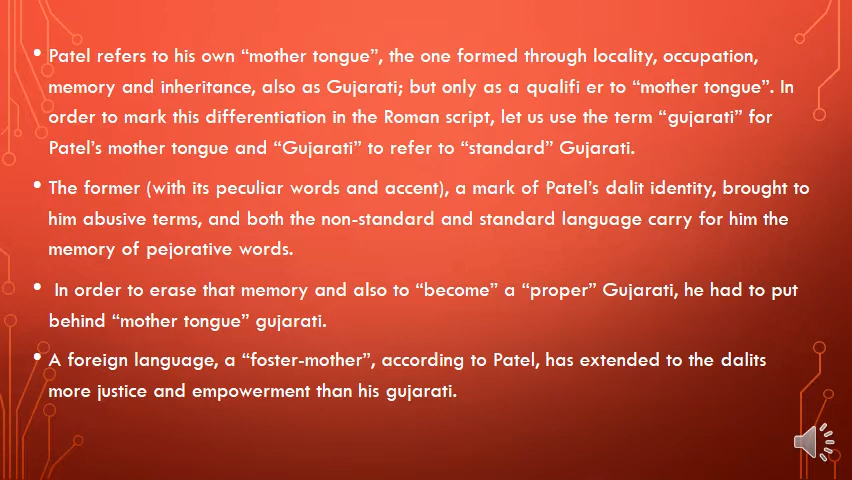 • Patel refers to his own “mother tongue”, the one formed through locality, occupation,
memory and inheritance, also as Gujarati; but only as a qualifi er to “mother tongue”. In
order to mark this differentiation in the Roman script, let us use the term “gujarati” for
Patel’s mother tongue and “Gujarati” to refer to “standard” Gujarati.
• The former (with its peculiar words and accent), a mark of Patel’s dalit identity, brought to
him abusive terms, and both the non-standard and standard language carry for him the
memory of pejorative words.
• In order to erase that memory and also to “become” a “proper” Gujarati, he had to put
behind “mother tongue” gujarati.
• A foreign language, a “foster-mother”, according to Patel, has extended to the dalits
more justice and empowerment than his gujarati.